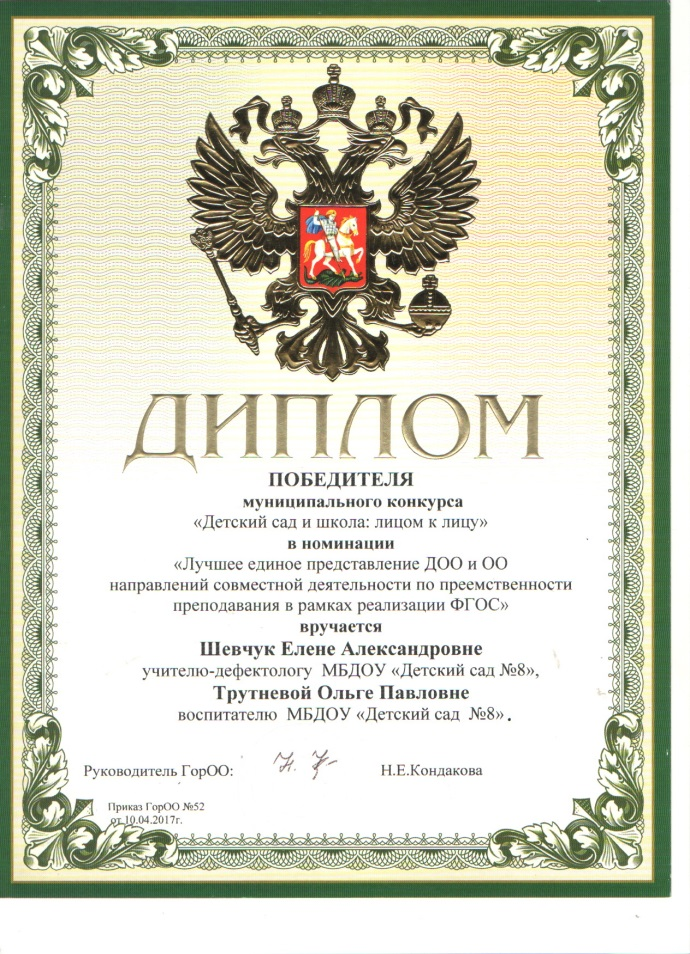 ДИПЛОМ
ПОБЕДИТЕЛЯ
муниципального конкурса
«Детский сад и школа: лицом к лицу»
в номинации
«Лучшее единое представление ДОО и ОО
направлений совместной деятельности по преемственности
преподавания в рамках реализации ФГОС»
вручается
Шевчук Елене Александровне
учителю-дефектологу МБДОУ «Детский сад №8»,
Трутневой Ольге Павловне
воспитателю МБДОУ «Детский сад №8».
Руководитель ГорОО: Н.Е.Кондакова
Приказ ГорОО №52
от 10.04.2017г.